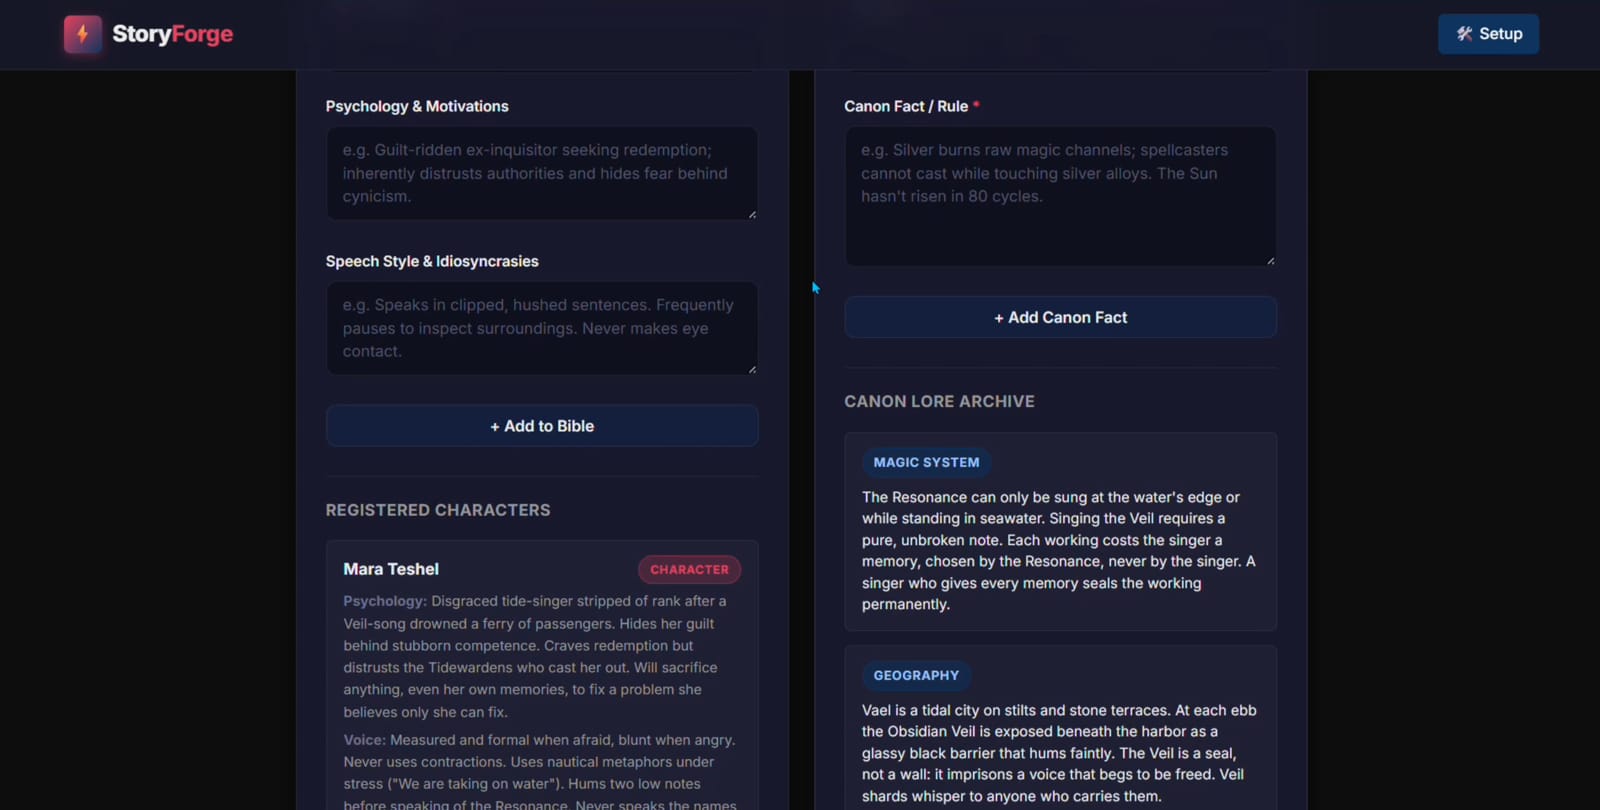 StoryForge
Setup
Psychology & Motivations
e.g. Guilt-ridden ex-inquisitor seeking redemption;
inherently distrusts authorities and hides fear behind
cynicism.
Speech Style & Idiosyncrasies
e.g. Speaks in clipped, hushed sentences. Frequently
pauses to inspect surroundings. Never makes eye
contact.
+ Add to Bible
REGISTERED CHARACTERS
Mara Teshel
CHARACTER
Psychology: Disgraced tide-singer stripped of rank after a
Veil-song drowned a ferry of passengers. Hides her guilt
behind stubborn competence. Craves redemption but
distrusts the Tidewardens who cast her out. Will sacrifice
anything, even her own memories, to fix a problem she
believes only she can fix.
Voice: Measured and formal when afraid, blunt when angry.
Never uses contractions. Uses nautical metaphors under
stress ("We are taking on water"). Hums two low notes
before speaking of the Resonance. Never speaks the names
Canon Fact / Rule *
e.g. Silver burns raw magic channels; spellcasters
cannot cast while touching silver alloys. The Sun
hasn't risen in 80 cycles.
+ Add Canon Fact
CANON LORE ARCHIVE
MAGIC SYSTEM
The Resonance can only be sung at the water's edge or
while standing in seawater. Singing the Veil requires a
pure, unbroken note. Each working costs the singer a
memory, chosen by the Resonance, never by the singer. A
singer who gives every memory seals the working
permanently.
GEOGRAPHY
Vael is a tidal city on stilts and stone terraces. At each ebb
the Obsidian Veil is exposed beneath the harbor as a
glassy black barrier that hums faintly. The Veil is a seal,
not a wall: it imprisons a voice that begs to be freed. Veil
shards whisper to anyone who carries them.